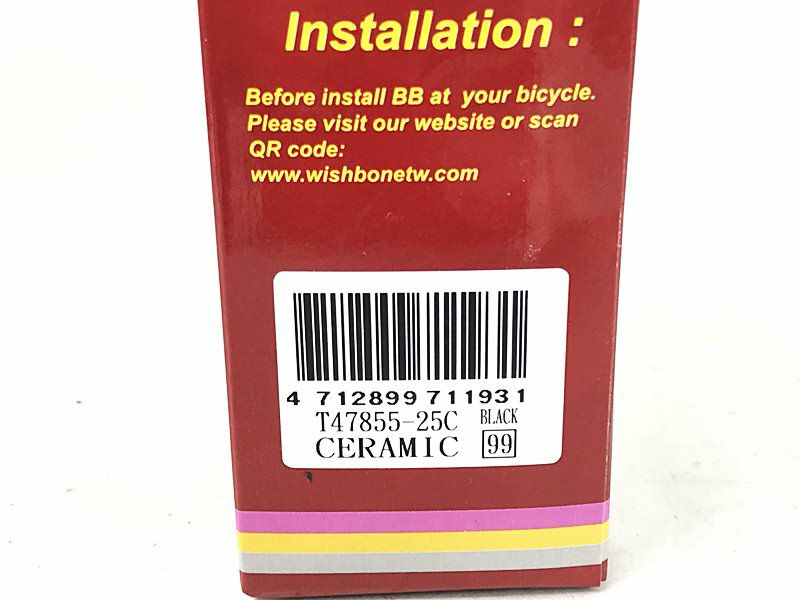 Installation :
Before install BB at your bicycle.
Please visit our website or scan
QR code:
www.wishbonetw.com
4 712899 711931
T47855-25C BLACK
CERAMIC 99